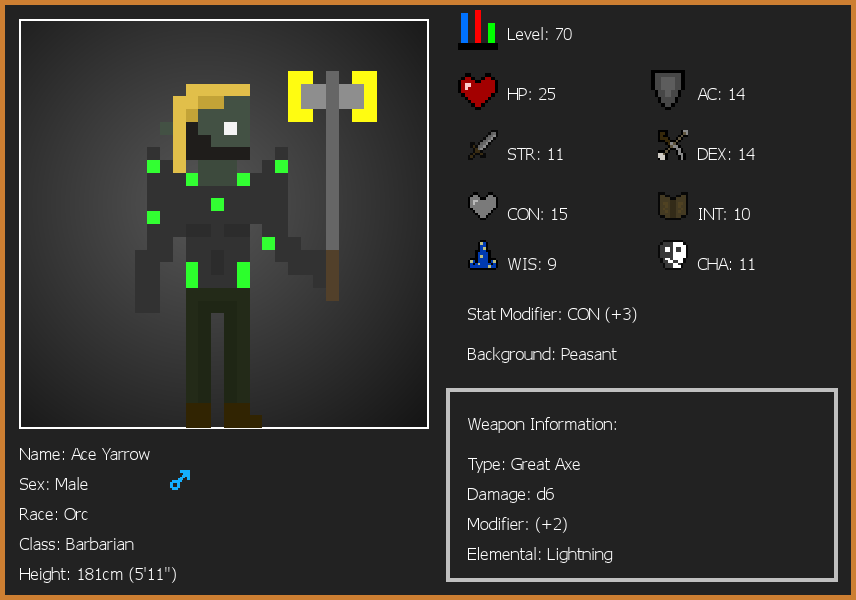 Level: 70
HP: 25
AC: 14
STR: 11
DEX: 14
CON: 15
INT: 10
WIS: 9
CHA: 11
Stat Modifier: CON (+3)
Background: Peasant
Weapon Information:
Type: Great Axe
Damage: d6
Modifier: (+2)
Elemental: Lightning
Name: Ace Yarrow
Sex: Male
Race: Orc
Class: Barbarian
Height: 181cm (5'11")